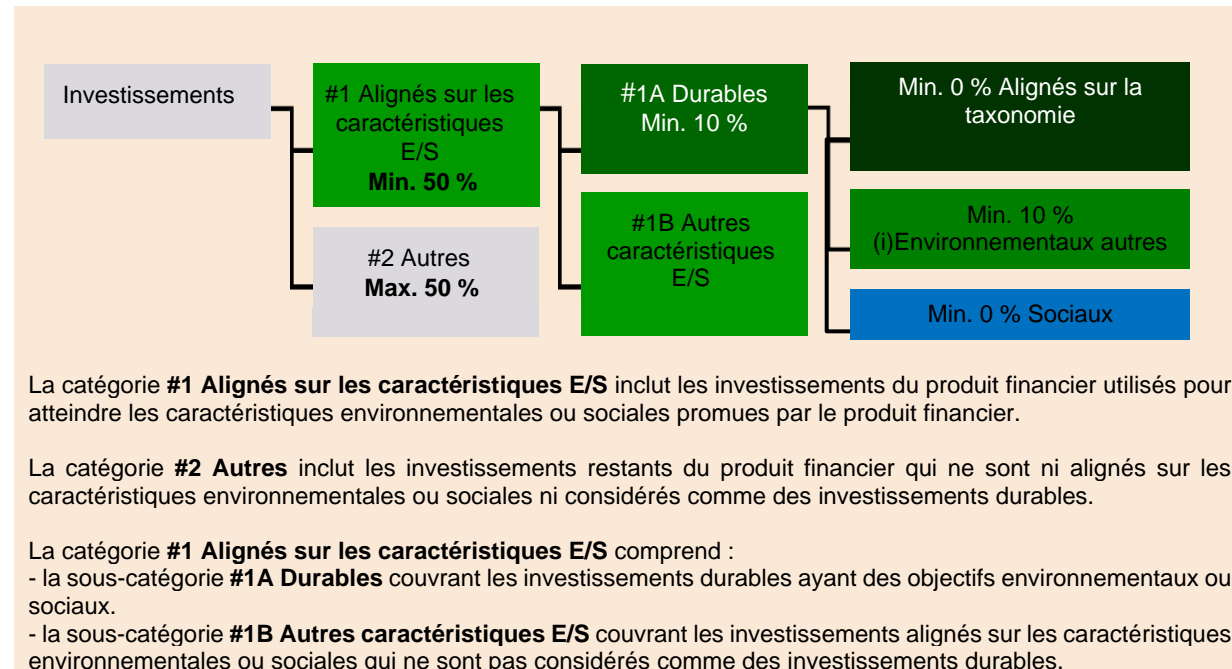 Investissements
#1 Alignés sur les
caractéristiques
E/S
Min. 50 %
#2 Autres
Max. 50 %
#1A Durables
Min. 10 %
#1B Autres
caractéristiques
E/S
Min. 0 % Alignés sur la
taxonomie
Min. 10 %
(i)Environnementaux autres
Min. 0 % Sociaux
La catégorie #1 Alignés sur les caractéristiques E/S inclut les investissements du produit financier utilisés pour
atteindre les caractéristiques environnementales ou sociales promues par le produit financier.
La catégorie #2 Autres inclut les investissements restants du produit financier qui ne sont ni alignés sur les
caractéristiques environnementales ou sociales ni considérés comme des investissements durables.
La catégorie #1 Alignés sur les caractéristiques E/S comprend :
- la sous-catégorie #1A Durables couvrant les investissements durables ayant des objectifs environnementaux ou
sociaux.
- la sous-catégorie #1B Autres caractéristiques E/S couvrant les investissements alignés sur les caractéristiques
environnementales ou sociales qui ne sont pas considérés comme des investissements durables.